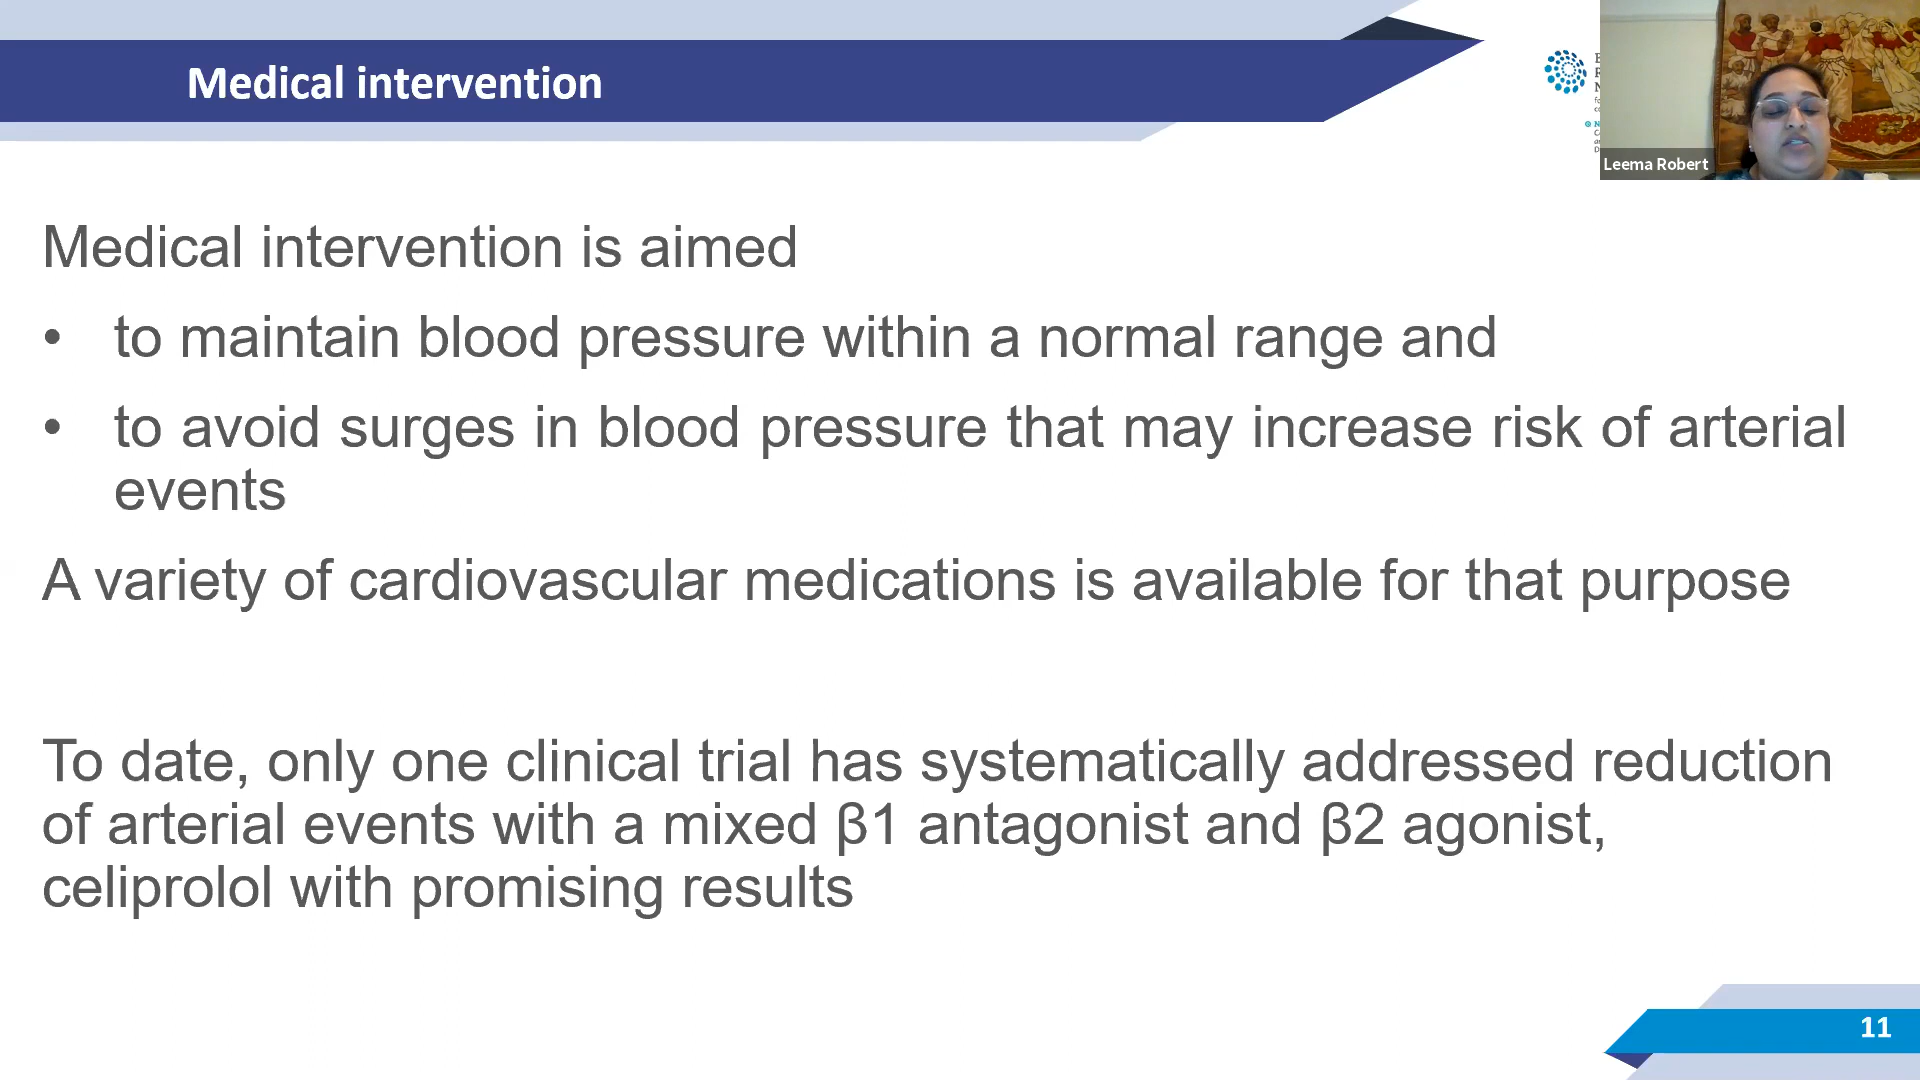 Medical intervention
Leema Robert
Medical intervention is aimed
• to maintain blood pressure within a normal range and
• to avoid surges in blood pressure that may increase risk of arterial
events
A variety of cardiovascular medications is available for that purpose
To date, only one clinical trial has systematically addressed reduction
of arterial events with a mixed β1 antagonist and β2 agonist,
celiprolol with promising results
11